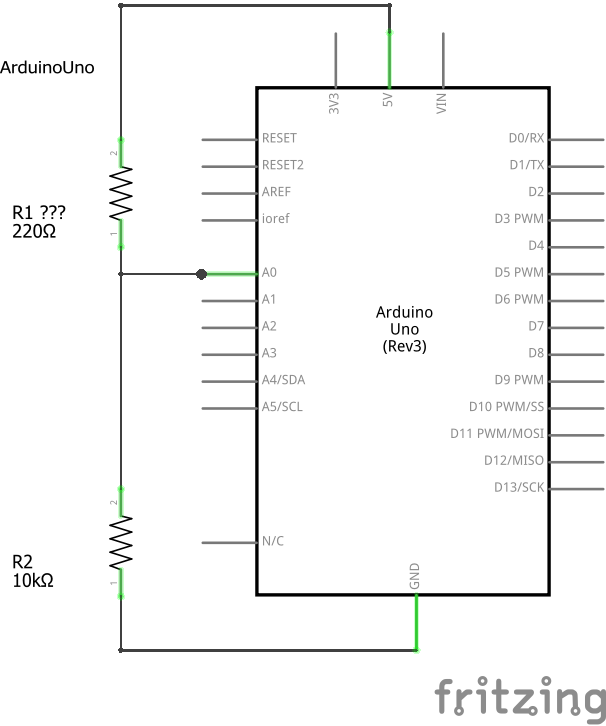 ArduinoUno
3V3
5V
VIN
RESET
RESET2
AREF
ioref
A0
A1
A2
A3
A4/SDA
A5/SCL
N/C
D0/RX
D1/TX
D2
D3 PWM
D4
D5 PWM
D6 PWM
D7
D8
D9 PWM
D10 PWM/SS
D11 PWM/MOSI
D12/MISO
D13/SCK
Arduino
Uno
(Rev3)
GND
2
R1 ???
220Ω
1
2
R2
10kΩ
1
fritzing